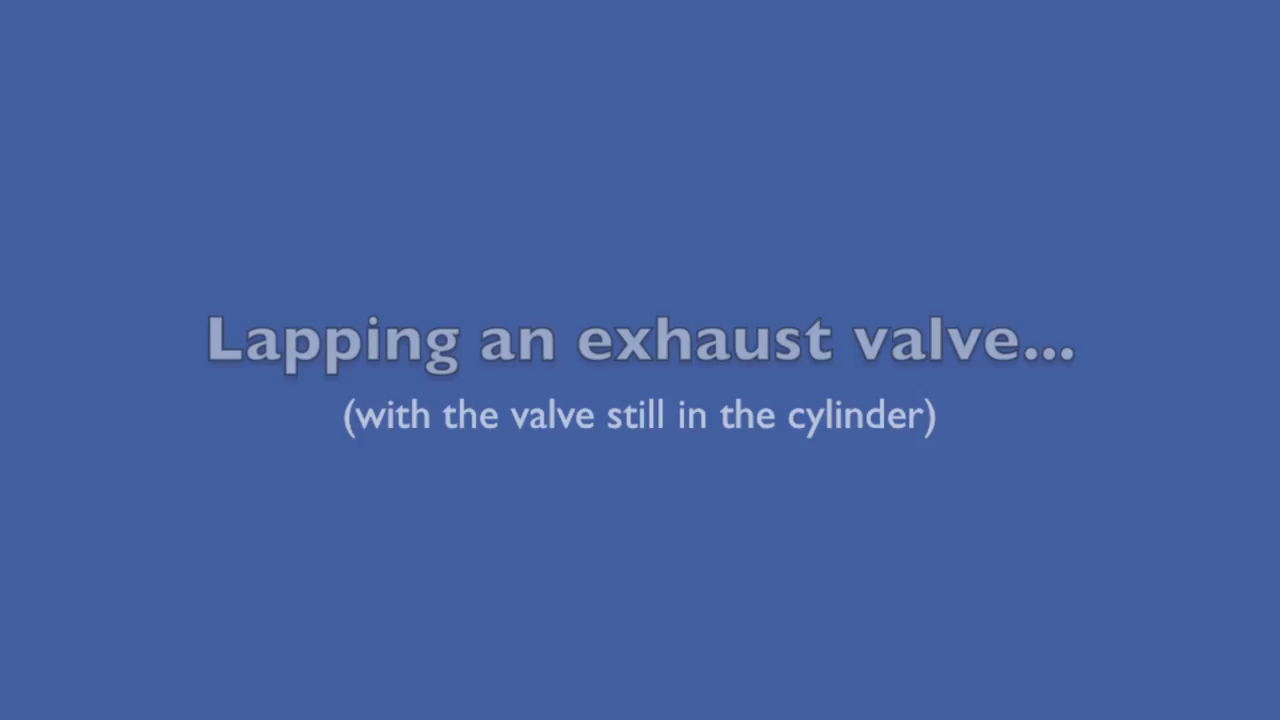 Lapping an exhaust valve...
(with the valve still in the cylinder)